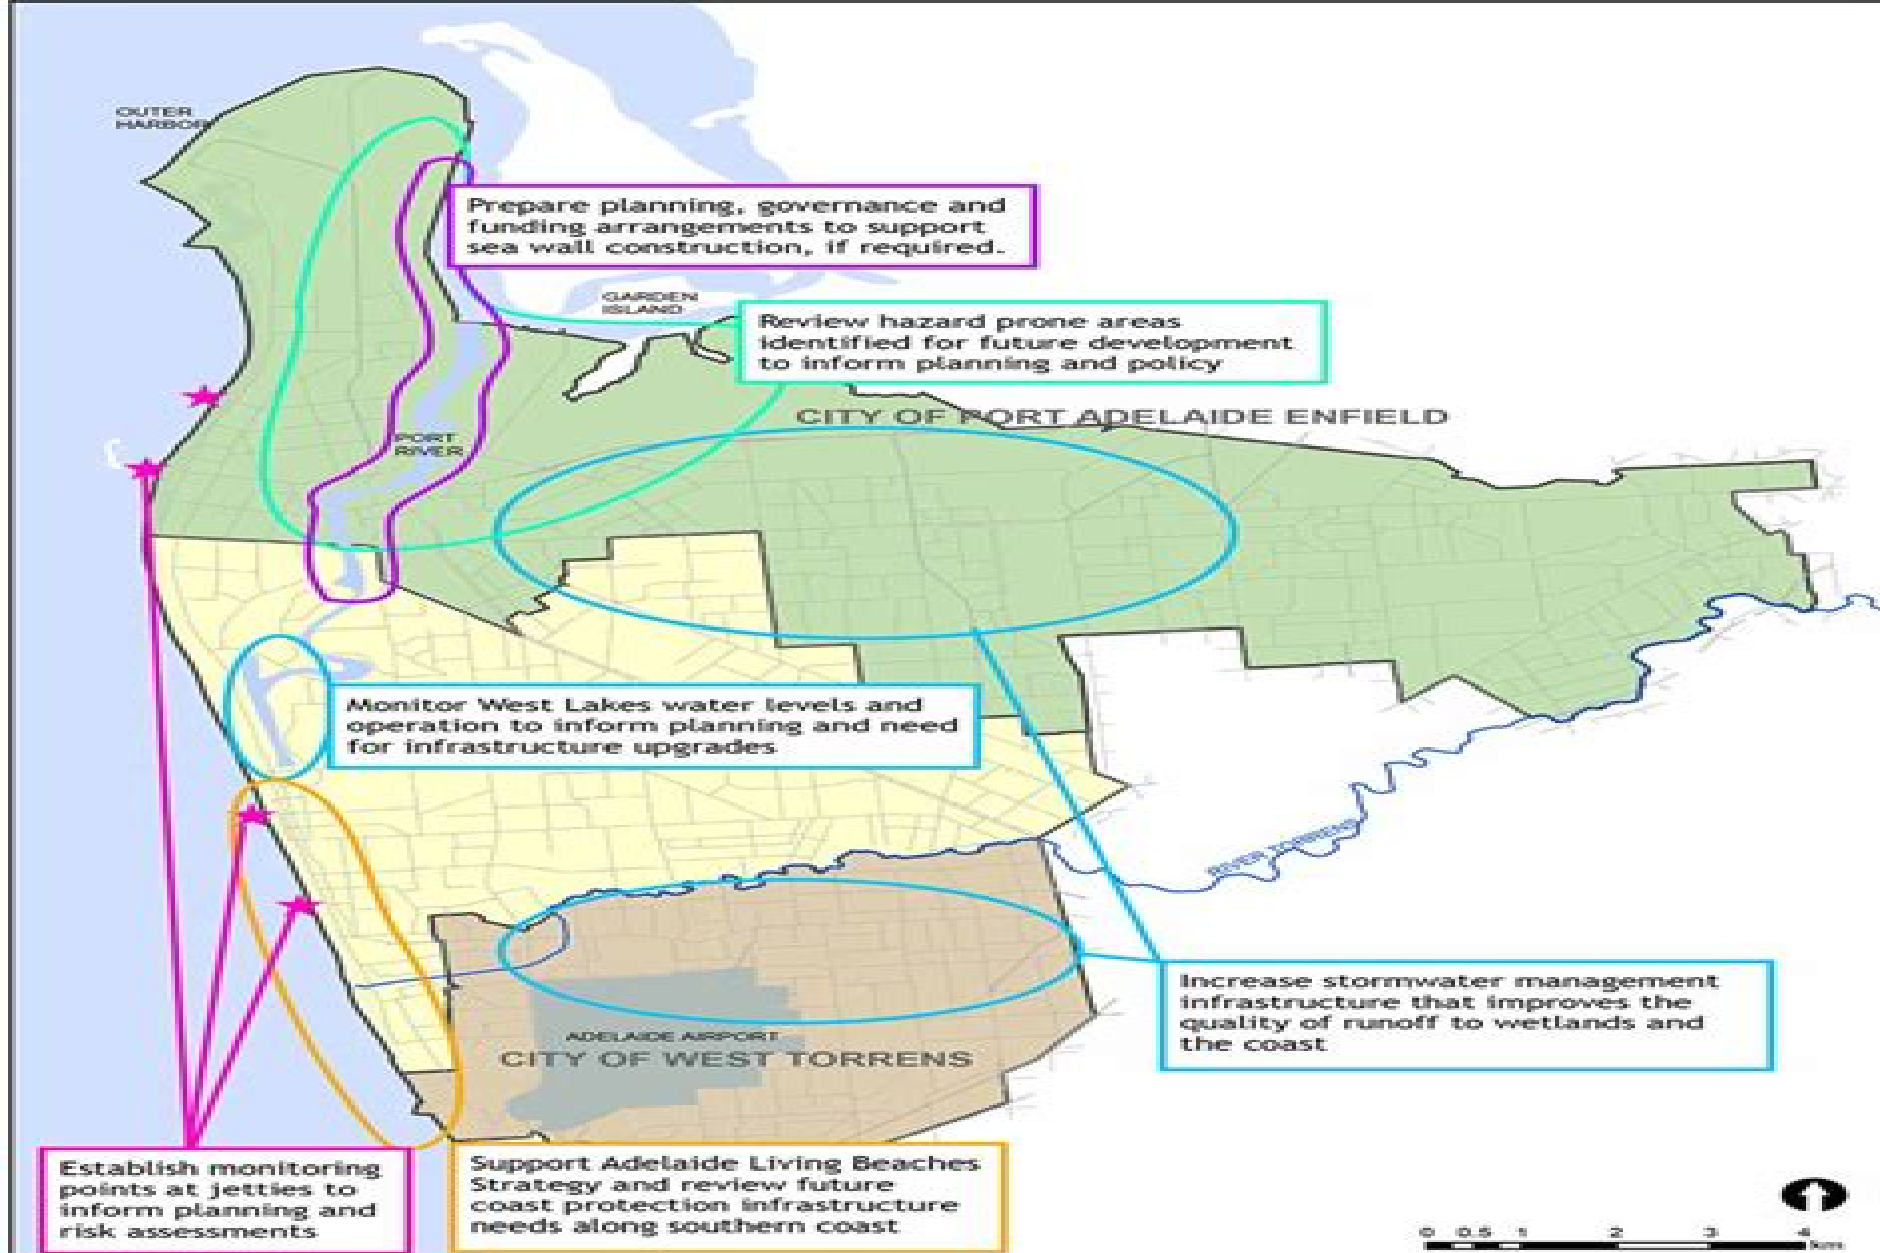 OUTER
HARBOR
Prepare planning, governance and
funding arrangements to support
sea wall construction, if required.
GARDEN
ISLAND
Review hazard prone areas
identified for future development
to inform planning and policy
CITY OF PORT ADELAIDE ENFIELD
PORT
RIVER
Monitor West Lakes water levels and
operation to inform planning and need
for infrastructure upgrades
RIVER TORRENS
Increase stormwater management
infrastructure that improves the
quality of runoff to wetlands and
the coast
ADELAIDE AIRPORT
CITY OF WEST TORRENS
Establish monitoring
points at jetties to
inform planning and
risk assessments
Support Adelaide Living Beaches
Strategy and review future
coast protection infrastructure
needs along southern coast
0 0.5 1 2 3 4
km